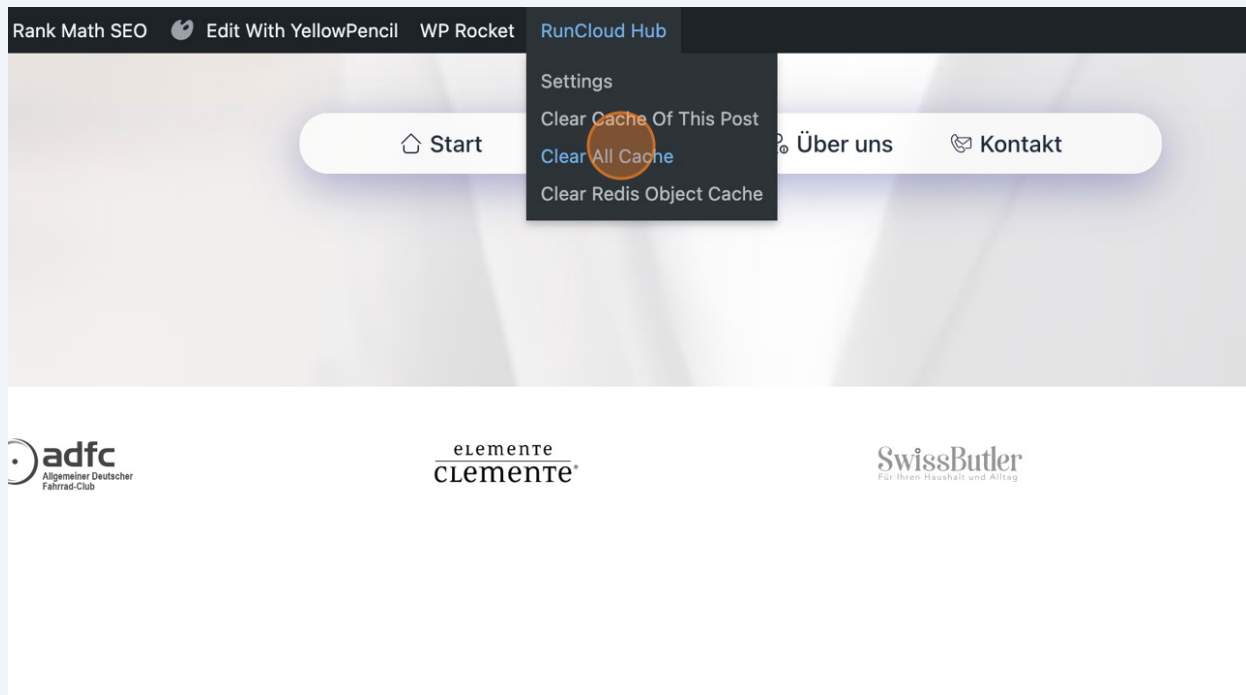 Rank Math SEO Edit With YellowPencil WP Rocket RunCloud Hub
Settings
Clear Cache Of This Post
Clear All Cache
Clear Redis Object Cache
Start Über uns Kontakt
adfc
Allgemeiner Deutscher
Fahrrad-Club
eLemenTe
cLemenTe
SwissButler
Für Ihren Haushalt und Alltag